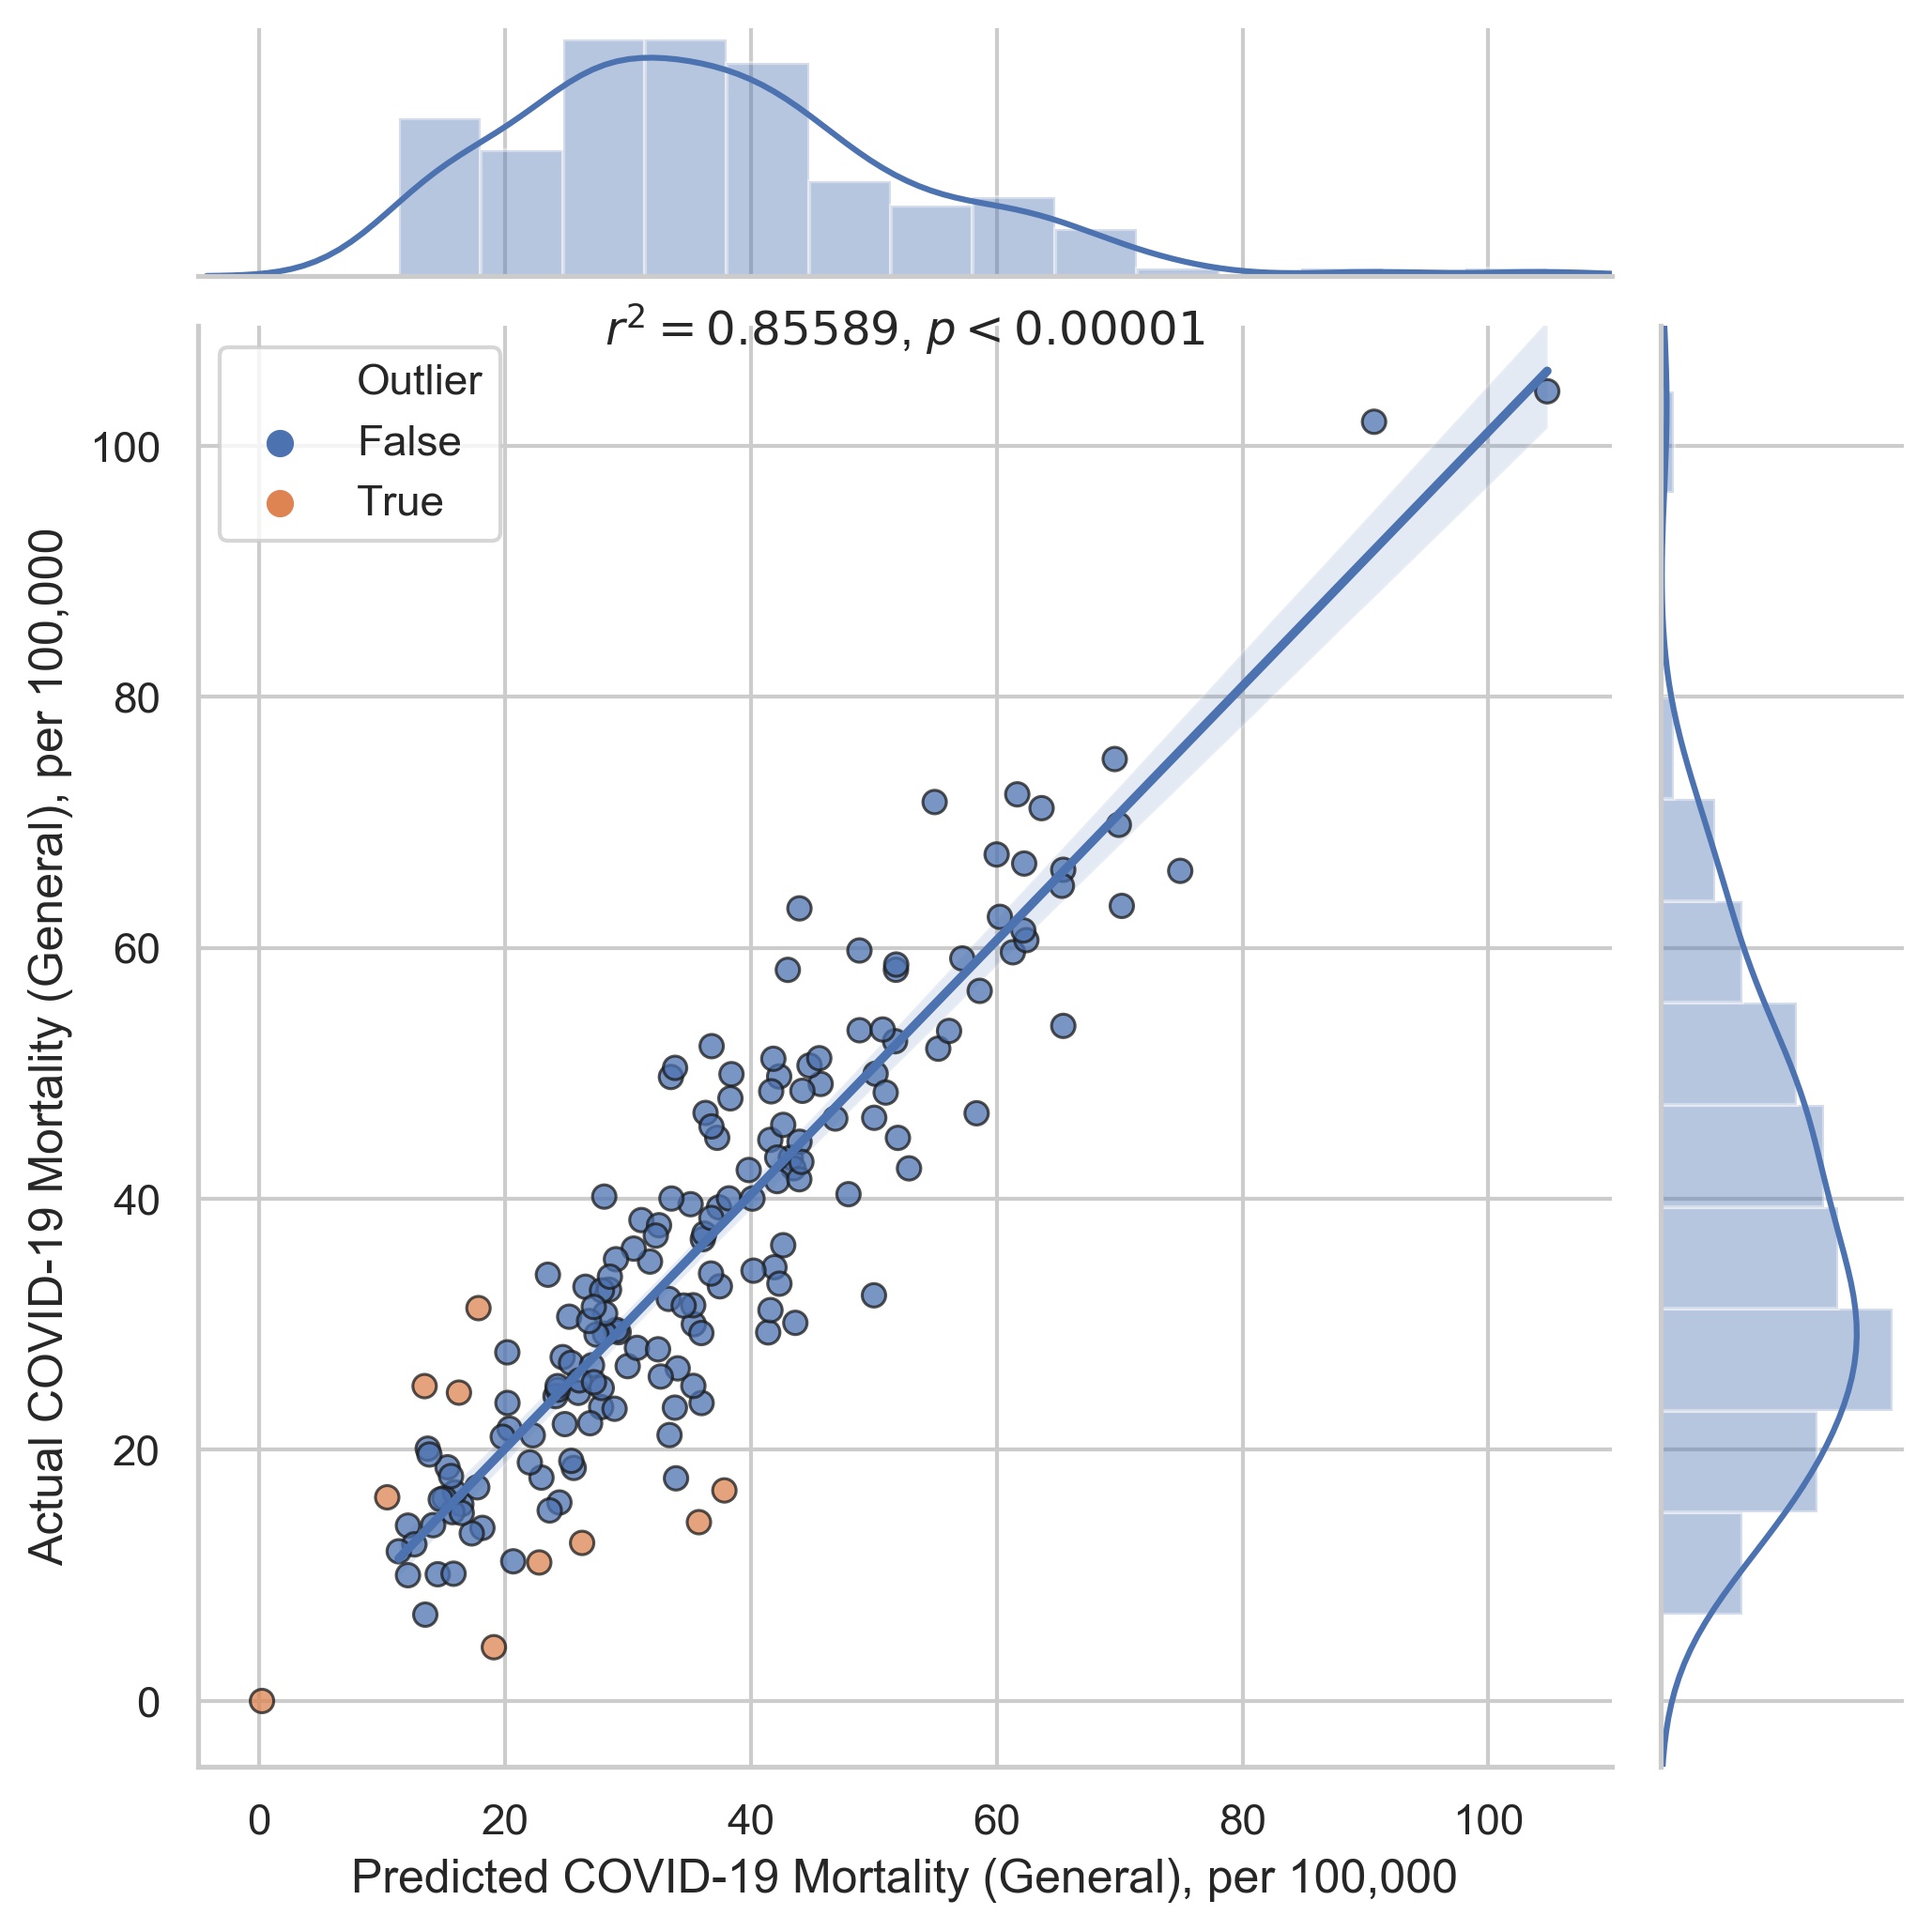 r² = 0.85589, p < 0.00001
Outlier
False
True
Actual COVID-19 Mortality (General), per 100,000
100
80
60
40
20
0
0 20 40 60 80 100
Predicted COVID-19 Mortality (General), per 100,000